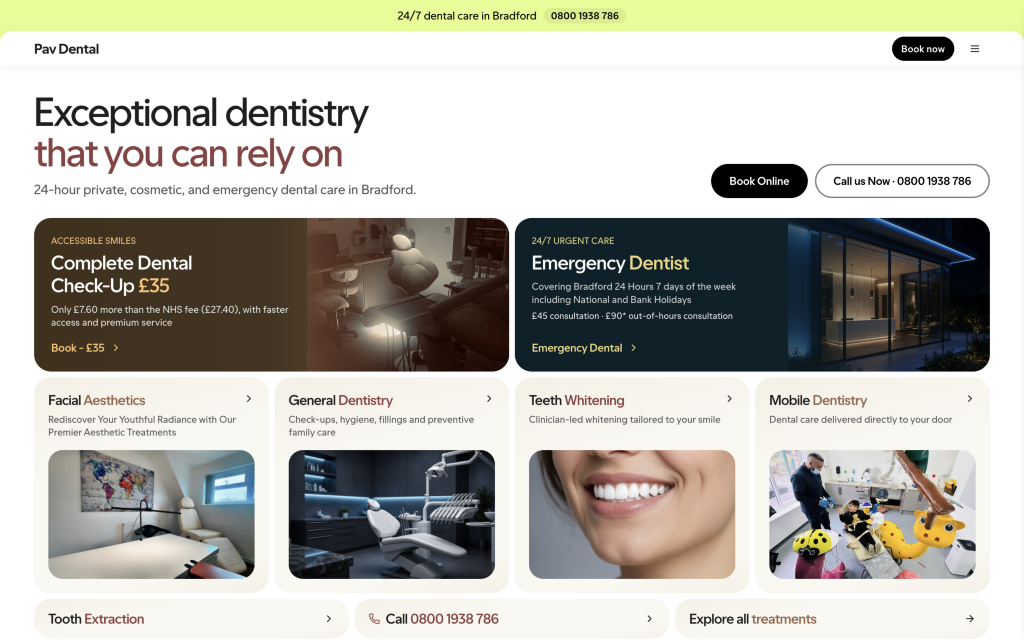 24/7 dental care in Bradford 0800 1938 786
Pav Dental
Book now
Exceptional dentistry
that you can rely on
24-hour private, cosmetic, and emergency dental care in Bradford.
Book Online
Call us Now · 0800 1938 786
ACCESSIBLE SMILES
Complete Dental
Check-Up £35
Only £7.60 more than the NHS fee (£27.40), with faster
access and premium service
Book - £35
24/7 URGENT CARE
Emergency Dentist
Covering Bradford 24 Hours 7 days of the week
including National and Bank Holidays
£45 consultation · £90* out-of-hours consultation
Emergency Dental
Facial Aesthetics
Rediscover Your Youthful Radiance with Our
Premier Aesthetic Treatments
General Dentistry
Check-ups, hygiene, fillings and preventive
family care
Teeth Whitening
Clinician-led whitening tailored to your smile
Mobile Dentistry
Dental care delivered directly to your door
Tooth Extraction
Call 0800 1938 786
Explore all treatments